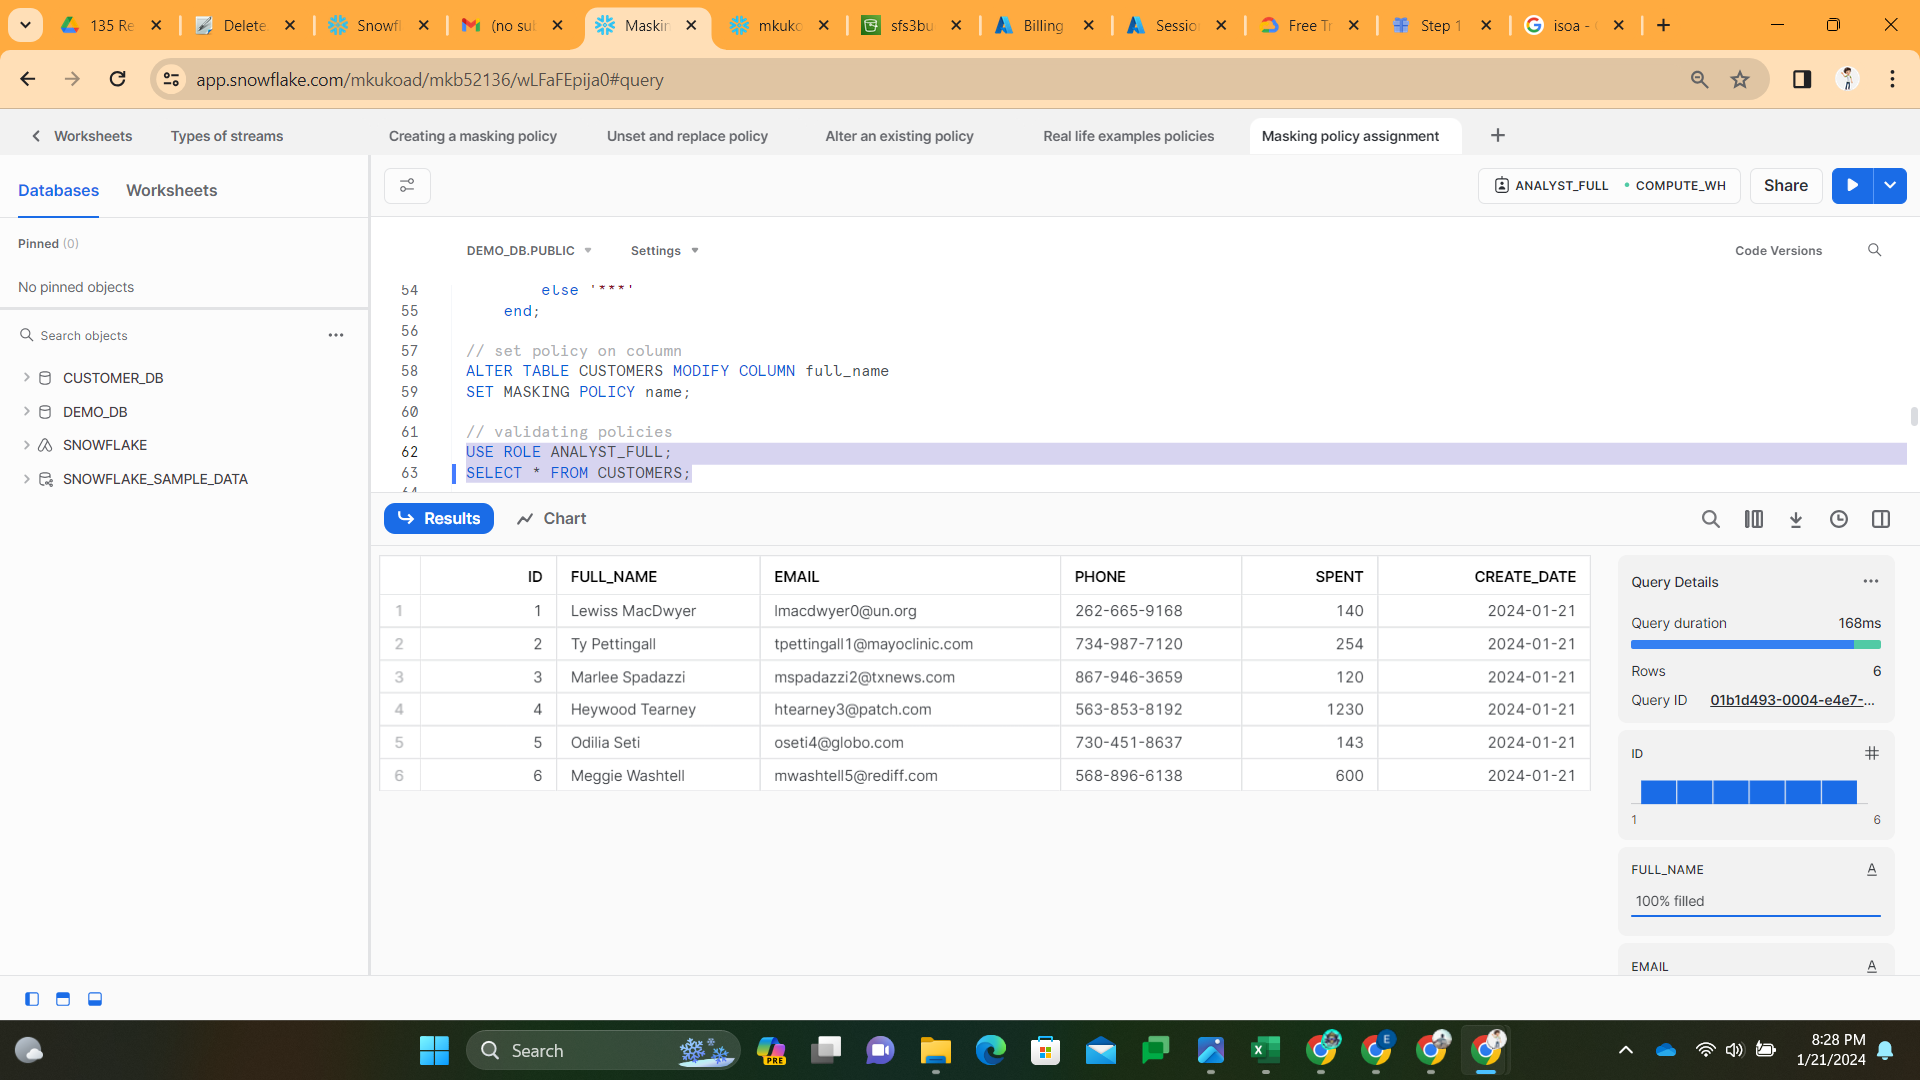 135 Re
Delete
Snowfl
(no sub
Maskin
mkuko
sfs3bu
Billing
Sessio
Free Tr
Step 1
isoa -
app.snowflake.com/mkukoad/mkb52136/wLFaFEpija0#query
Worksheets
Types of streams
Creating a masking policy
Unset and replace policy
Alter an existing policy
Real life examples policies
Masking policy assignment
Databases
Worksheets
ANALYST_FULL
COMPUTE_WH
Share
Pinned (0)
No pinned objects
DEMO_DB.PUBLIC
Settings
Code Versions
Search objects
CUSTOMER_DB
DEMO_DB
SNOWFLAKE
SNOWFLAKE_SAMPLE_DATA
54 else '***'
55 end;
56
57 // set policy on column
58 ALTER TABLE CUSTOMERS MODIFY COLUMN full_name
59 SET MASKING POLICY name;
60
61 // validating policies
62 USE ROLE ANALYST_FULL;
63 SELECT * FROM CUSTOMERS;
64
Results
Chart
ID FULL_NAME EMAIL PHONE SPENT CREATE_DATE
1 1 Lewiss MacDwyer lmacdwyer0@un.org 262-665-9168 140 2024-01-21
2 2 Ty Pettingall tpettingall1@mayoclinic.com 734-987-7120 254 2024-01-21
3 3 Marlee Spadazzi mspadazzi2@txnews.com 867-946-3659 120 2024-01-21
4 4 Heywood Tearney htearney3@patch.com 563-853-8192 1230 2024-01-21
5 5 Odilia Seti oseti4@globo.com 730-451-8637 143 2024-01-21
6 6 Meggie Washtell mwashtell5@rediff.com 568-896-6138 600 2024-01-21
Query Details
Query duration 168ms
Rows 6
Query ID 01b1d493-0004-e4e7-...
ID
1 6
FULL_NAME A
100% filled
EMAIL A
Search
PRE
E
8:28 PM
1/21/2024